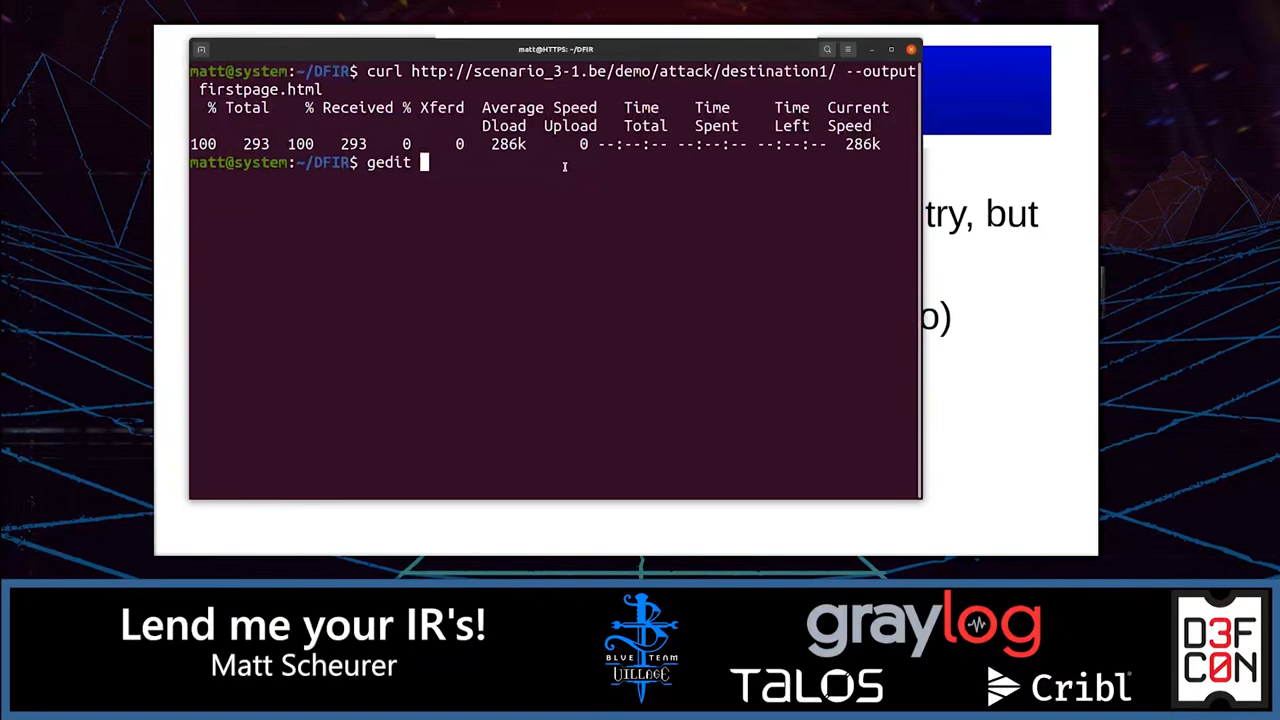 matt@HTTPS: ~/DFIR
matt@system:~/DFIR$ curl http://scenario_3-1.be/demo/attack/destination1/ --output
firstpage.html
% Total % Received % Xferd Average Speed Time Time Time Current
Dload Upload Total Spent Left Speed
100 293 100 293 0 0 286k 0 --:--:-- --:--:-- --:--:-- 286k
matt@system:~/DFIR$ gedit
try, but
o)
Lend me your IR's!
Matt Scheurer
BLUE TEAM
VILLAGE
graylog
TALOS
Cribl
D3F
C0N